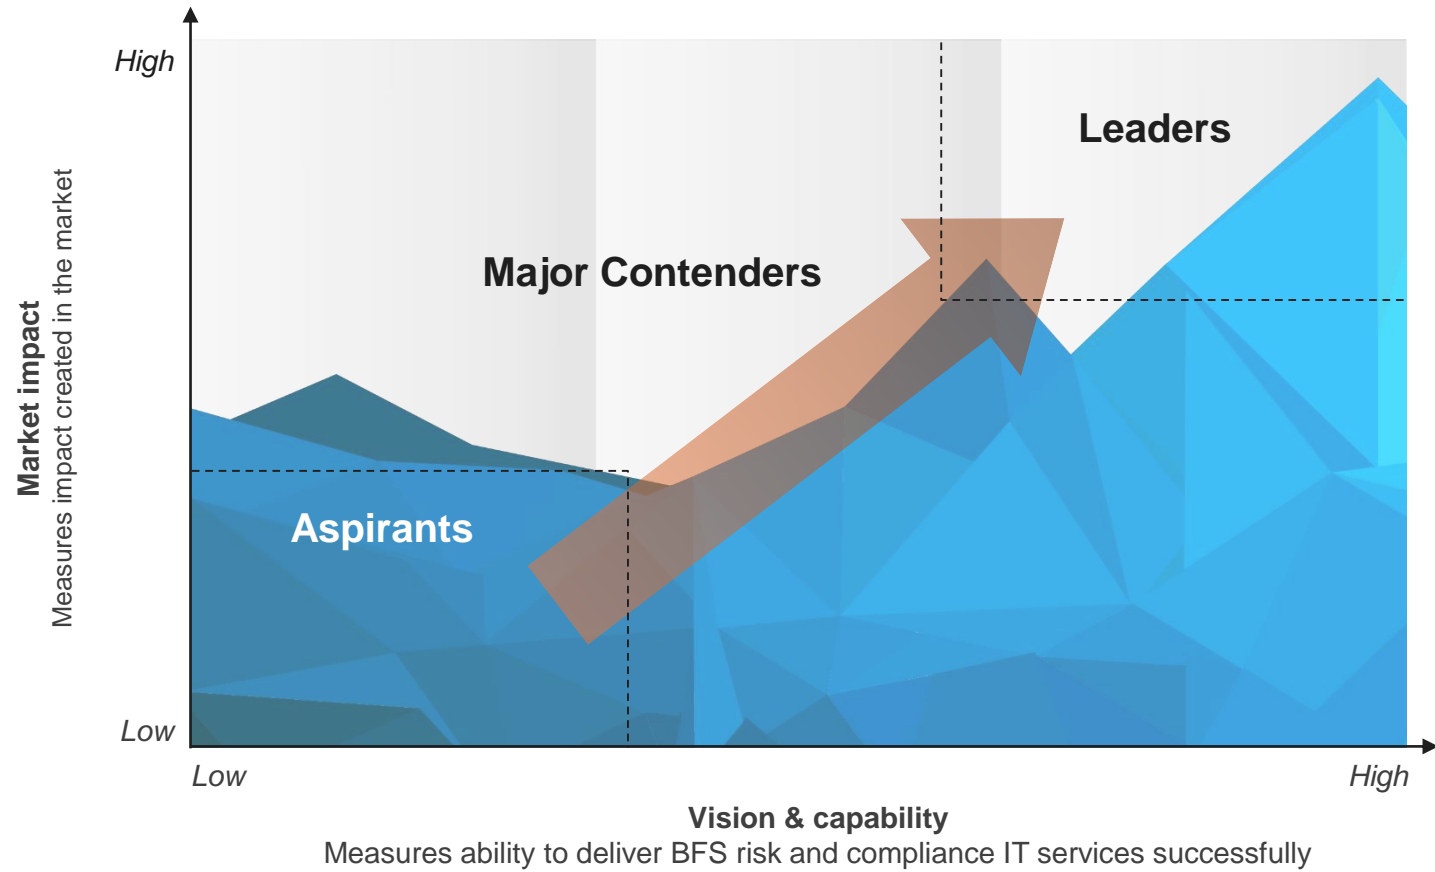 High
Leaders
Major Contenders
Market impact
Measures impact created in the market
Aspirants
Low
Low
High
Vision & capability
Measures ability to deliver BFS risk and compliance IT services successfully